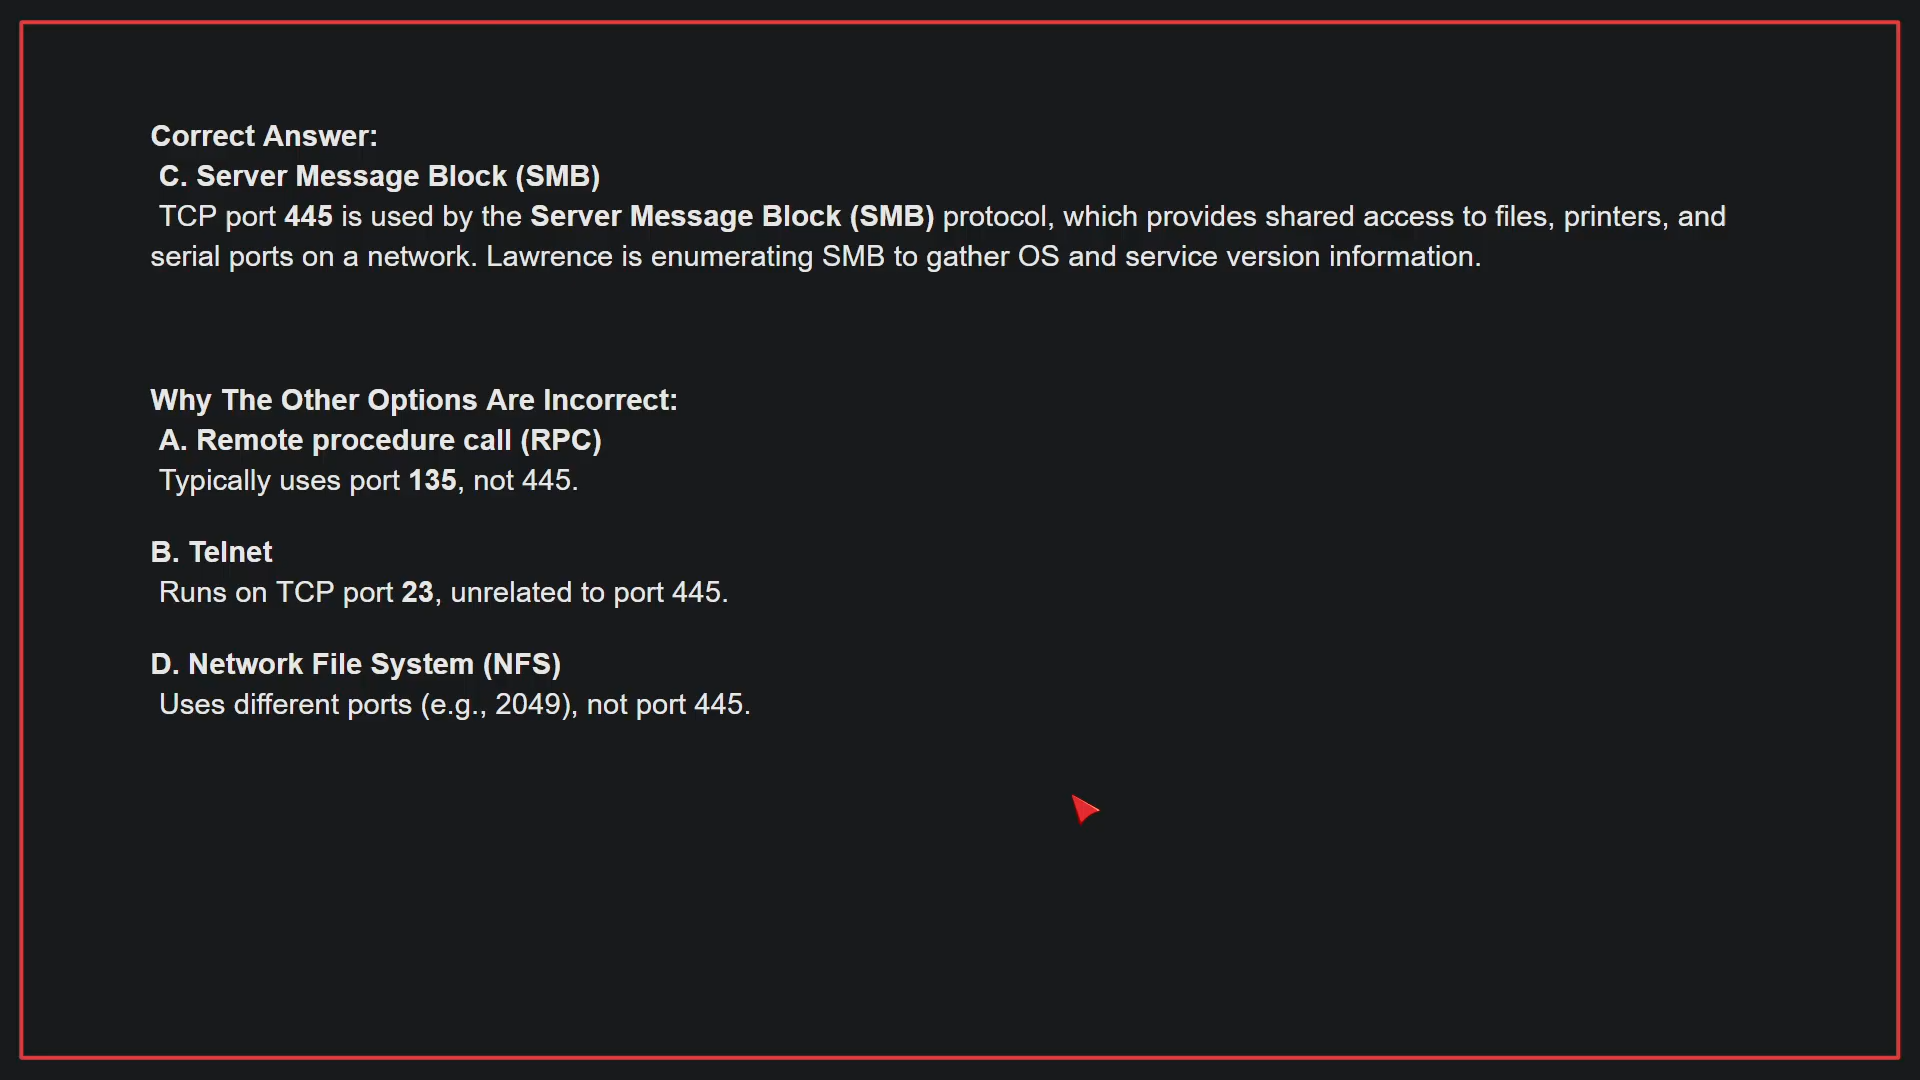 Correct Answer:
C. Server Message Block (SMB)
TCP port 445 is used by the Server Message Block (SMB) protocol, which provides shared access to files, printers, and
serial ports on a network. Lawrence is enumerating SMB to gather OS and service version information.
Why The Other Options Are Incorrect:
A. Remote procedure call (RPC)
Typically uses port 135, not 445.
B. Telnet
Runs on TCP port 23, unrelated to port 445.
D. Network File System (NFS)
Uses different ports (e.g., 2049), not port 445.